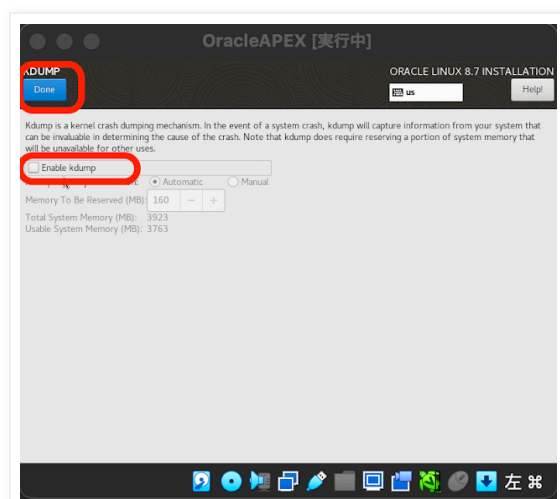 OracleAPEX [実行中]
KDUMP
ORACLE LINUX 8.7 INSTALLATION
Done
us
Help!
Kdump is a kernel crash dumping mechanism. In the event of a system crash, kdump will capture information from your system that
can be invaluable in determining the cause of the crash. Note that kdump does require reserving a portion of system memory that
will be unavailable for other uses.
Enable kdump
Automatic
Manual
Memory To Be Reserved (MB): 160 − +
Total System Memory (MB): 3923
Usable System Memory (MB): 3763
左 ⌘